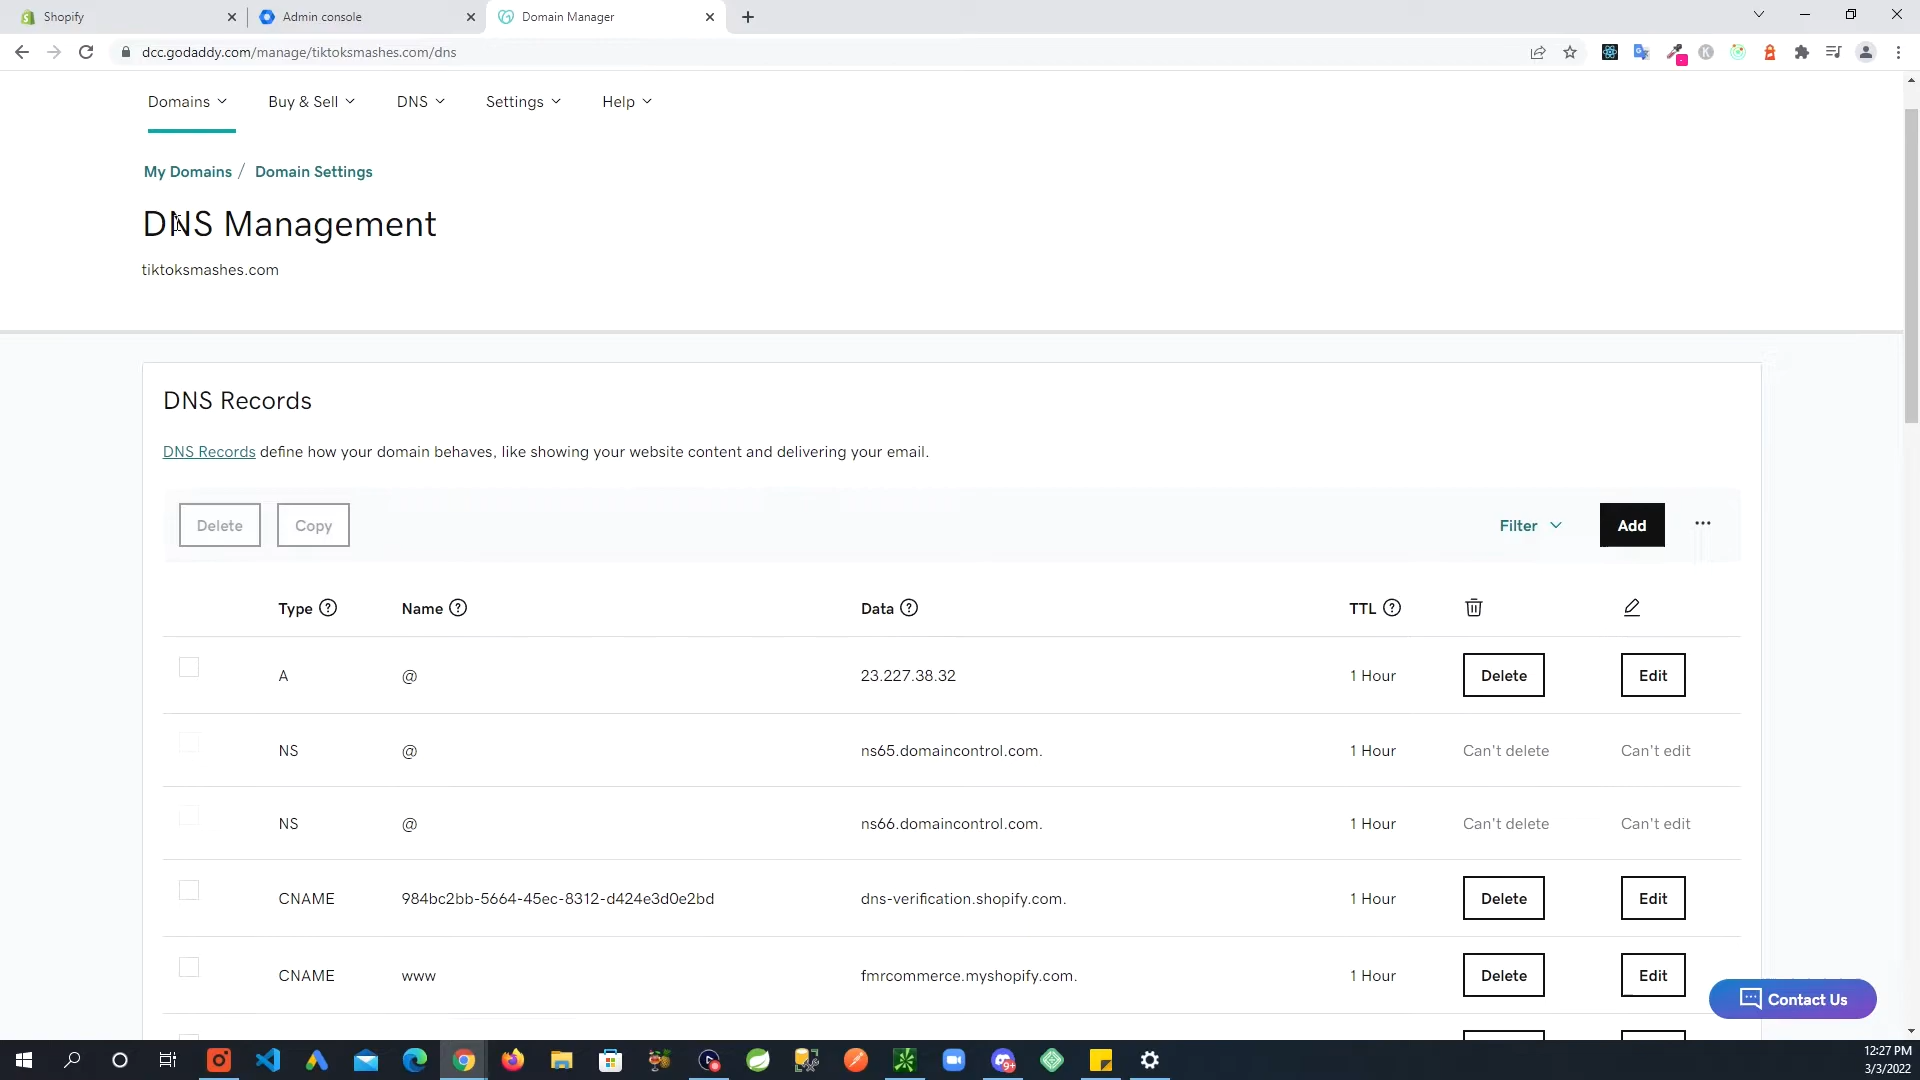 Shopify
Admin console
Domain Manager
dcc.godaddy.com/manage/tiktoksmashes.com/dns
Domains
Buy & Sell
DNS
Settings
Help
My Domains / Domain Settings
DNS Management
tiktoksmashes.com
DNS Records
DNS Records define how your domain behaves, like showing your website content and delivering your email.
Delete
Copy
Filter
Add
Type
Name
Data
TTL
A @ 23.227.38.32 1 Hour Delete Edit
NS @ ns65.domaincontrol.com. 1 Hour Can't delete Can't edit
NS @ ns66.domaincontrol.com. 1 Hour Can't delete Can't edit
CNAME 984bc2bb-5664-45ec-8312-d424e3d0e2bd dns-verification.shopify.com. 1 Hour Delete Edit
CNAME www fmrcommerce.myshopify.com. 1 Hour Delete Edit
Contact Us
9+
12:27 PM
3/3/2022